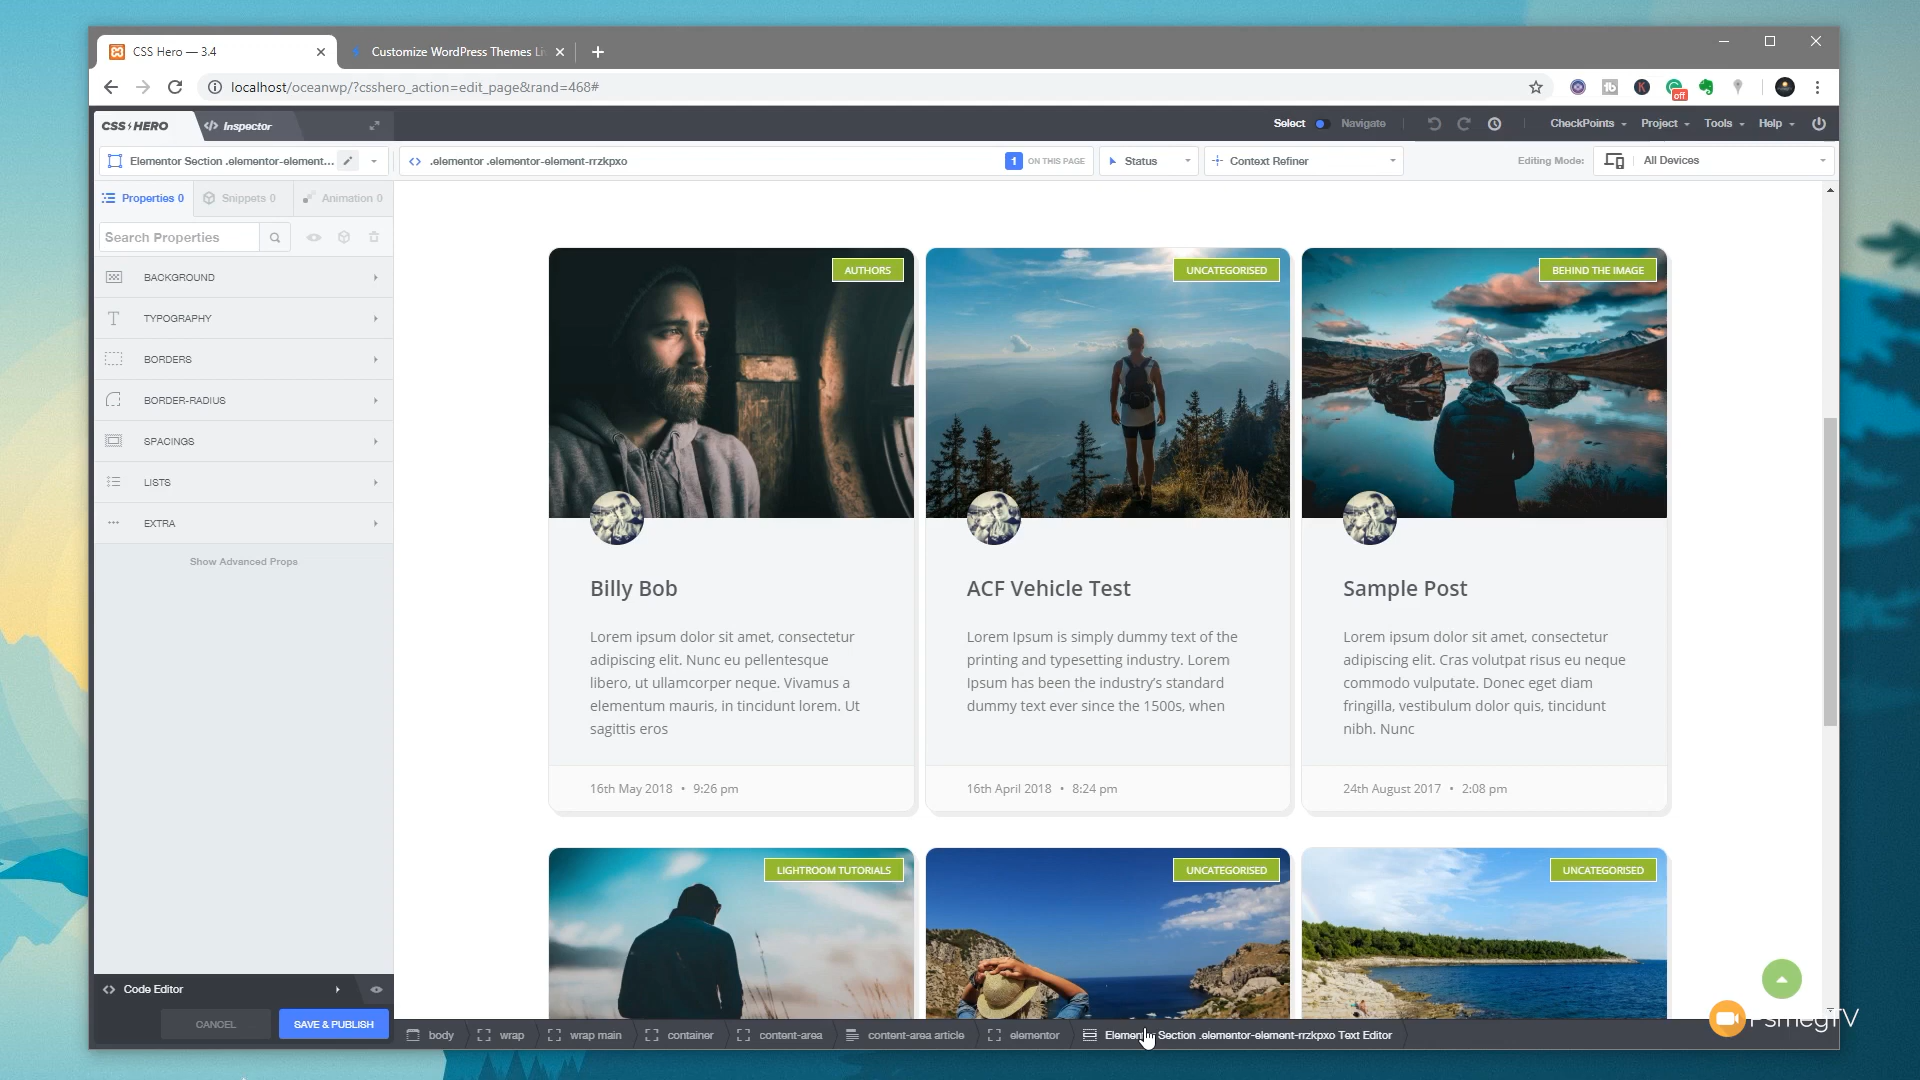 CSS Hero — 3.4
Customize WordPress Themes Li
localhost/oceanwp/?csshero_action=edit_page&rand=468#
off
CSS HERO
Inspector
Select
Navigate
CheckPoints
Project
Tools
Help
Elementor Section .elementor-element...
.elementor .elementor-element-rrzkpxo
1 ON THIS PAGE
Status
Context Refiner
Editing Mode:
All Devices
Properties 0
Snippets 0
Animation 0
Search Properties
BACKGROUND
TYPOGRAPHY
BORDERS
BORDER-RADIUS
SPACINGS
LISTS
EXTRA
Show Advanced Props
Code Editor
CANCEL
SAVE & PUBLISH
AUTHORS
Billy Bob
Lorem ipsum dolor sit amet, consectetur
adipiscing elit. Nunc eu pellentesque
libero, ut ullamcorper neque. Vivamus a
elementum mauris, in tincidunt lorem. Ut
sagittis eros
16th May 2018 • 9:26 pm
UNCATEGORISED
ACF Vehicle Test
Lorem Ipsum is simply dummy text of the
printing and typesetting industry. Lorem
Ipsum has been the industry's standard
dummy text ever since the 1500s, when
16th April 2018 • 8:24 pm
BEHIND THE IMAGE
Sample Post
Lorem ipsum dolor sit amet, consectetur
adipiscing elit. Cras volutpat risus eu neque
commodo vulputate. Donec eget diam
fringilla, vestibulum dolor quis, tincidunt
nibh. Nunc
24th August 2017 • 2:08 pm
LIGHTROOM TUTORIALS
UNCATEGORISED
UNCATEGORISED
body
wrap
wrap main
container
content-area
content-area article
elementor
Section .elementor-element-rrzkpxo Text Editor